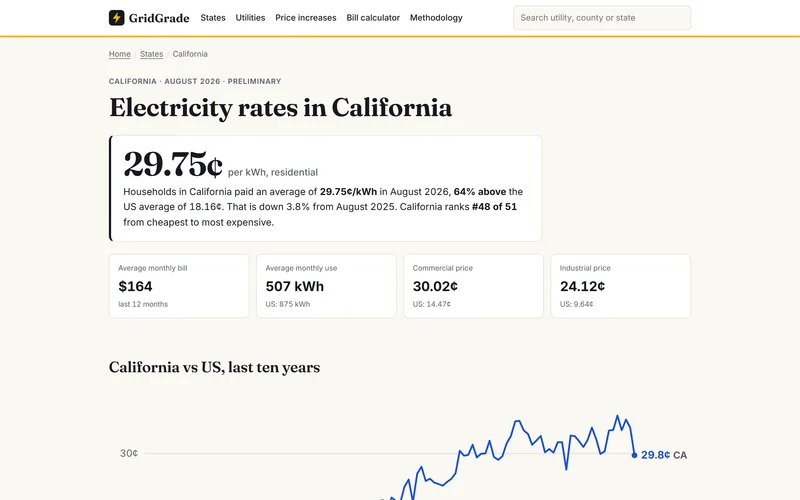 GridGrade States Utilities Price increases Bill calculator Methodology Search utility, county or state
Home / States / California
CALIFORNIA · AUGUST 2026 · PRELIMINARY
Electricity rates in California
29.75¢ per kWh, residential
Households in California paid an average of 29.75¢/kWh in August 2026, 64% above the
US average of 18.16¢. That is down 3.8% from August 2025. California ranks #48 of 51
from cheapest to most expensive.
Average monthly bill
$164
last 12 months
Average monthly use
507 kWh
US: 875 kWh
Commercial price
30.02¢
US: 14.47¢
Industrial price
24.12¢
US: 9.64¢
California vs US, last ten years
30¢
29.8¢ CA